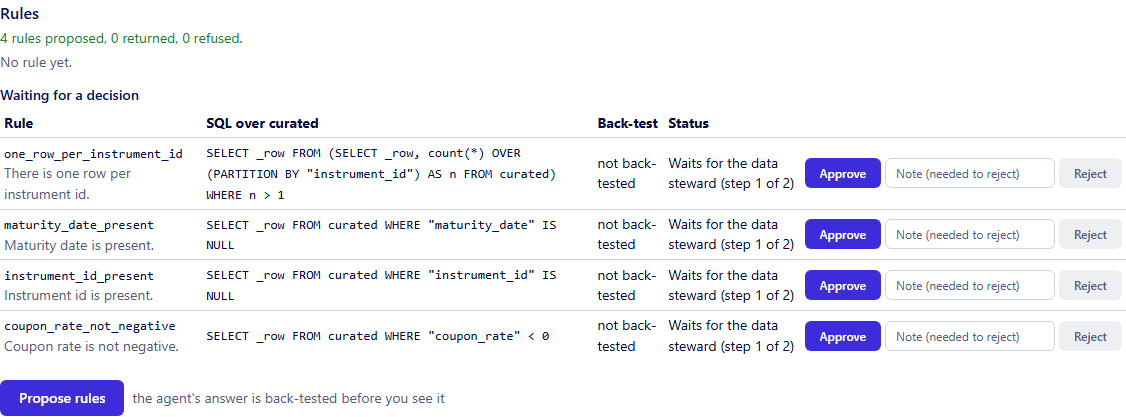 Rules
4 rules proposed, 0 returned, 0 refused.
No rule yet.
Waiting for a decision
Rule SQL over curated Back-test Status
one_row_per_instrument_id
There is one row per
instrument id.
SELECT _row FROM (SELECT _row, count(*) OVER
(PARTITION BY "instrument_id") AS n FROM curated)
WHERE n > 1
not back-
tested
Waits for the data
steward (step 1 of 2)
Approve
Note (needed to reject)
Reject
maturity_date_present
Maturity date is present.
SELECT _row FROM curated WHERE "maturity_date" IS
NULL
not back-
tested
Waits for the data
steward (step 1 of 2)
Approve
Note (needed to reject)
Reject
instrument_id_present
Instrument id is present.
SELECT _row FROM curated WHERE "instrument_id" IS
NULL
not back-
tested
Waits for the data
steward (step 1 of 2)
Approve
Note (needed to reject)
Reject
coupon_rate_not_negative
Coupon rate is not negative.
SELECT _row FROM curated WHERE "coupon_rate" < 0
not back-
tested
Waits for the data
steward (step 1 of 2)
Approve
Note (needed to reject)
Reject
Propose rules
the agent's answer is back-tested before you see it